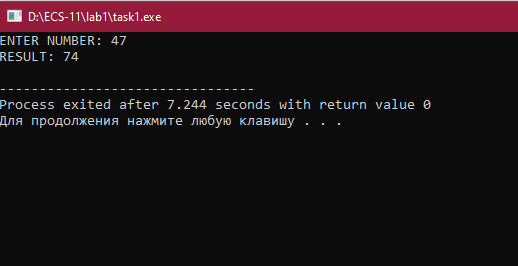 D:\ECS-11\lab1\task1.exe
ENTER NUMBER: 47
RESULT: 74
--------------------------------
Process exited after 7.244 seconds with return value 0
Для продолжения нажмите любую клавишу . . .